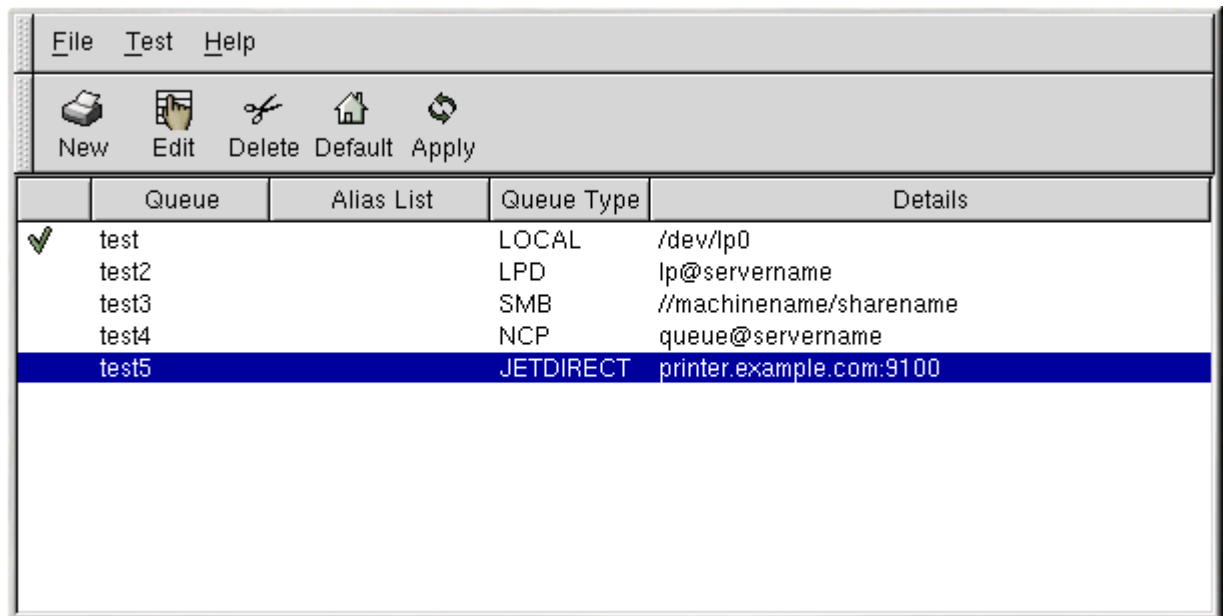 File Test Help
New Edit Delete Default Apply
Queue Alias List Queue Type Details
test LOCAL /dev/lp0
test2 LPD lp@servername
test3 SMB //machinename/sharename
test4 NCP queue@servername
test5 JETDIRECT printer.example.com:9100